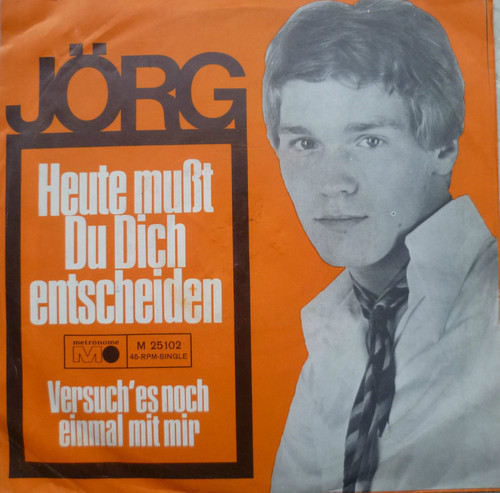 JÖRG
Heute mußt
Du Dich
entscheiden
metronome
M 25102
45-RPM-SINGLE
Versuch' es noch
einmal mit mir